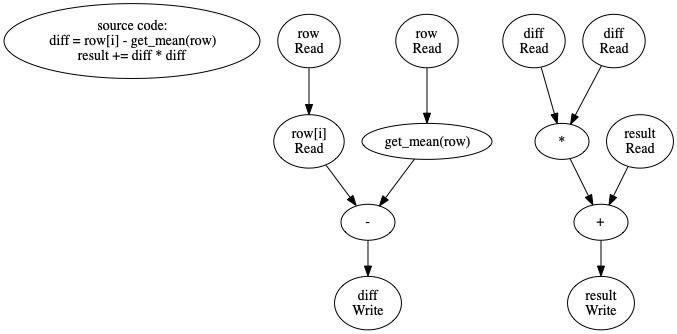 source code:
diff = row[i] - get_mean(row)
result += diff * diff
row
Read
row
Read
diff
Read
diff
Read
row[i]
Read
get_mean(row)
*
result
Read
-
+
diff
Write
result
Write